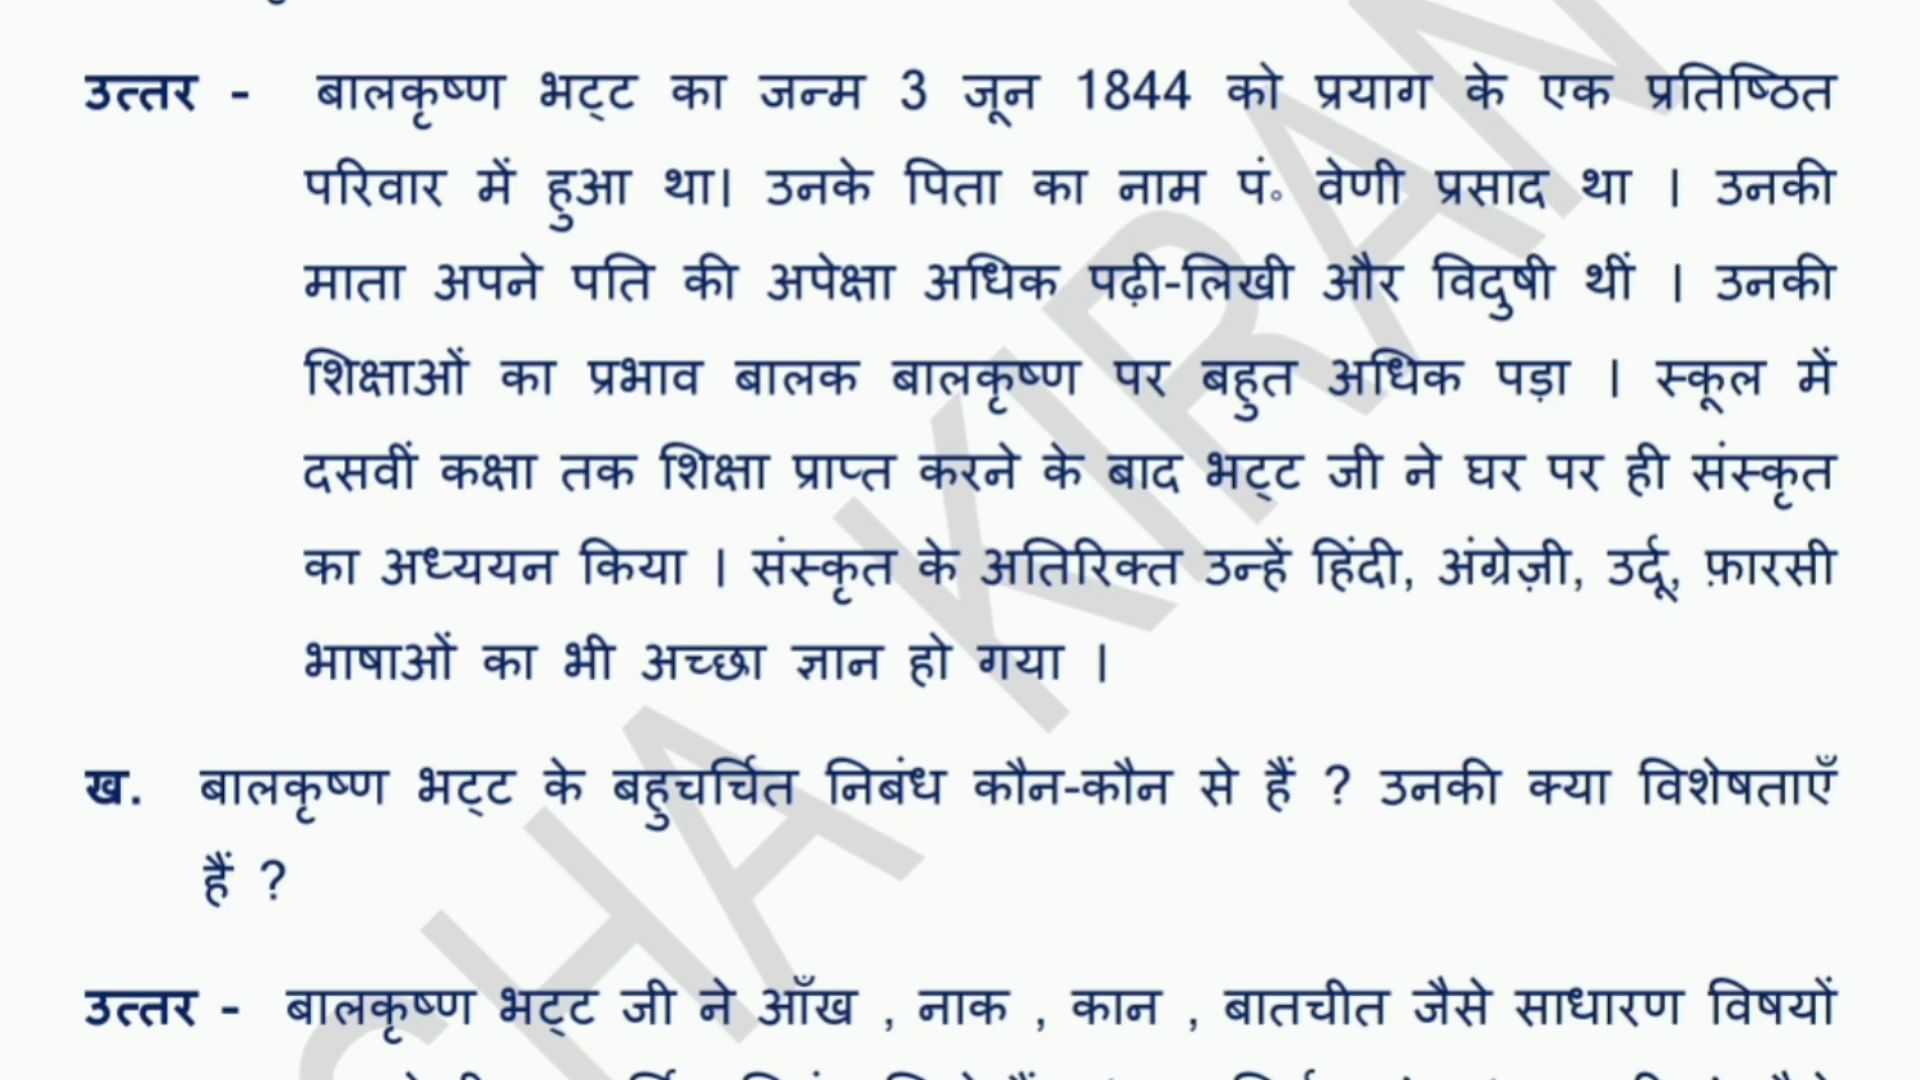 उत्तर - बालकृष्ण भट्ट का जन्म 3 जून 1844 को प्रयाग के एक प्रतिष्ठित
परिवार में हुआ था। उनके पिता का नाम पं॰ वेणी प्रसाद था । उनकी
माता अपने पति की अपेक्षा अधिक पढ़ी-लिखी और विदुषी थीं । उनकी
शिक्षाओं का प्रभाव बालक बालकृष्ण पर बहुत अधिक पड़ा । स्कूल में
दसवीं कक्षा तक शिक्षा प्राप्त करने के बाद भट्ट जी ने घर पर ही संस्कृत
का अध्ययन किया । संस्कृत के अतिरिक्त उन्हें हिंदी, अंग्रेज़ी, उर्दू, फ़ारसी
भाषाओं का भी अच्छा ज्ञान हो गया ।
ख. बालकृष्ण भट्ट के बहुचर्चित निबंध कौन-कौन से हैं ? उनकी क्या विशेषताएँ
हैं ?
उत्तर - बालकृष्ण भट्ट जी ने आँख , नाक , कान , बातचीत जैसे साधारण विषयों
CHA KIRAN